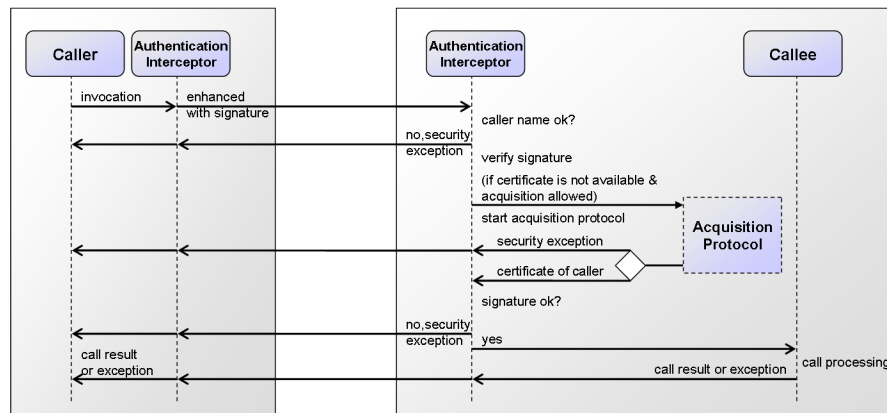 Caller
Authentication
Interceptor
Authentication
Interceptor
Callee
invocation
enhanced
with signature
caller name ok?
no,security
exception
verify signature
(if certificate is not available &
acquisition allowed)
start acquisition protocol
Acquisition
Protocol
security exception
certificate of caller
signature ok?
no,security
exception
yes
call result
or exception
call processing
call result or exception